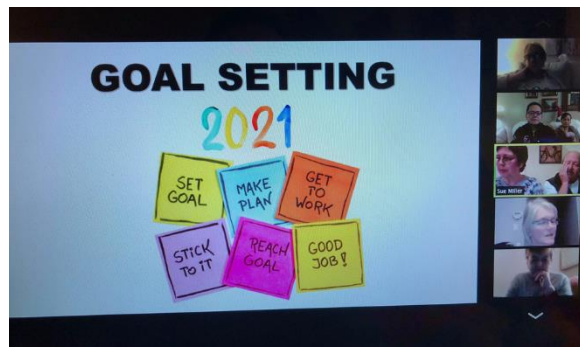 GOAL SETTING
2021
SET
GOAL
MAKE
PLAN
GET
TO
WORK
STICK
TO IT
REACH
GOAL
GOOD
JOB!
Sue Miller